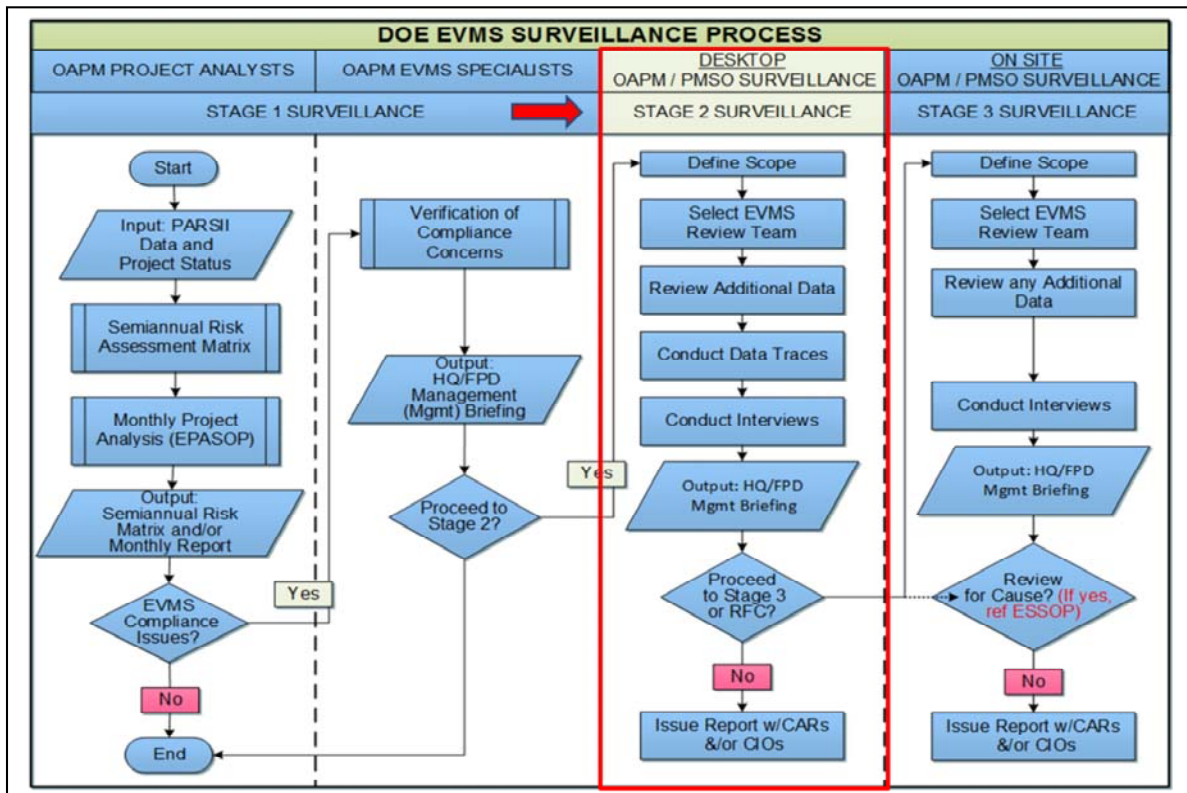 DOE EVMS SURVEILLANCE PROCESS
OAPM PROJECT ANALYSTS
OAPM EVMS SPECIALISTS
DESKTOP
OAPM / PMSO SURVEILLANCE
ON SITE
OAPM / PMSO SURVEILLANCE
STAGE 1 SURVEILLANCE
STAGE 2 SURVEILLANCE
STAGE 3 SURVEILLANCE
Start
Input: PARSII
Data and
Project Status
Semiannual Risk
Assessment Matrix
Monthly Project
Analysis (EPASOP)
Output:
Semiannual Risk
Matrix and/or
Monthly Report
EVMS
Compliance
Issues?
Yes
No
End
Verification of
Compliance
Concerns
Output:
HQ/FPD
Management
(Mgmt) Briefing
Proceed to
Stage 2?
Yes
Define Scope
Select EVMS
Review Team
Review Additional Data
Conduct Data Traces
Conduct Interviews
Output: HQ/FPD
Mgmt Briefing
Proceed
to Stage 3
or RFC?
No
Issue Report w/CARs
&/or CIOs
Define Scope
Select EVMS
Review Team
Review any Additional
Data
Conduct Interviews
Output: HQ/FPD
Mgmt Briefing
Review
for Cause? (If yes,
ref ESSOP)
No
Issue Report w/CARs
&/or CIOs